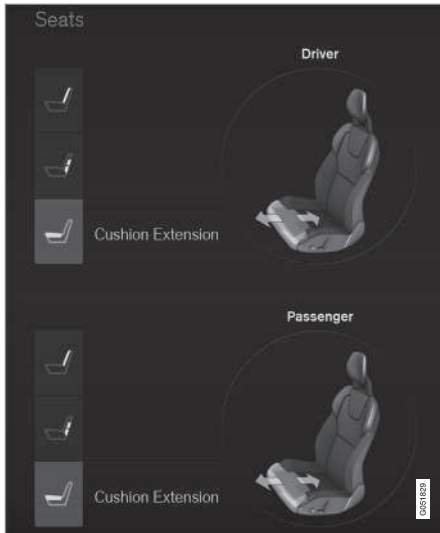 Seats
Driver
Cushion Extension
Passenger
Cushion Extension
G051829